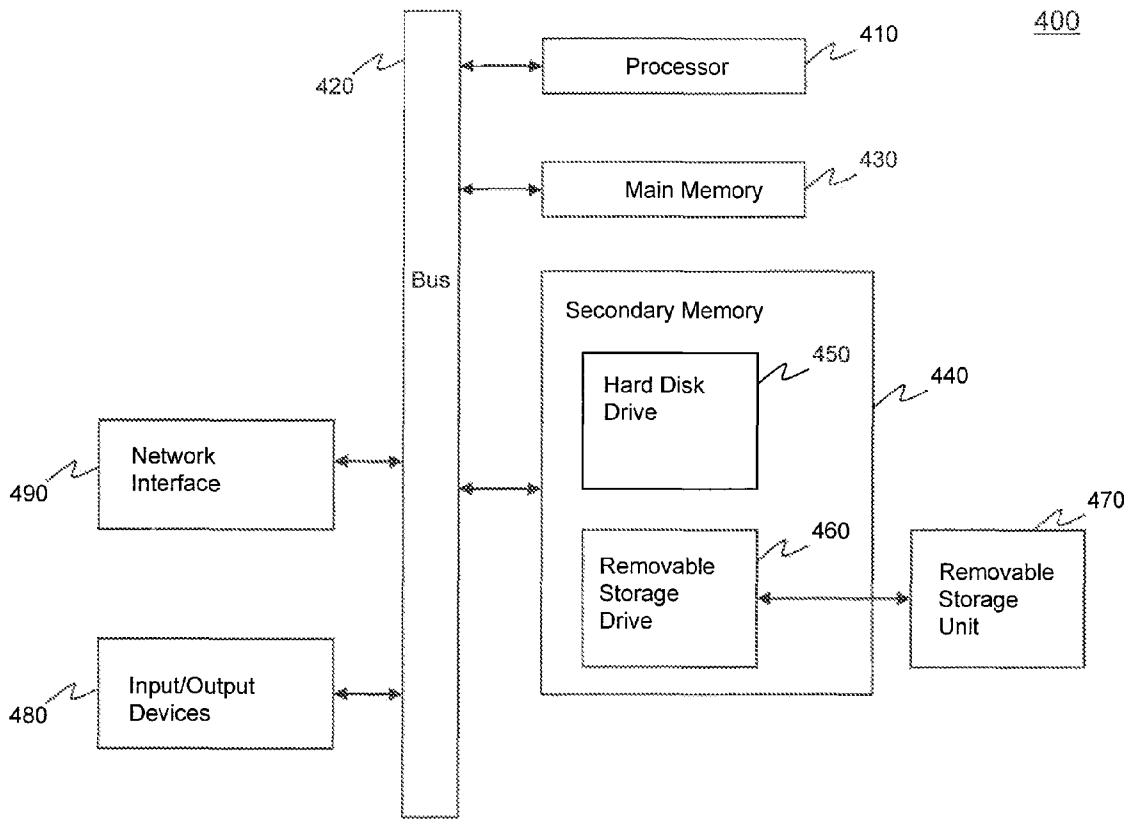 400
410
Processor
420
430
Main Memory
Bus
Secondary Memory
450
Hard Disk
Drive
440
Network
Interface
490
460
Removable
Storage
Drive
470
Removable
Storage
Unit
Input/Output
Devices
480